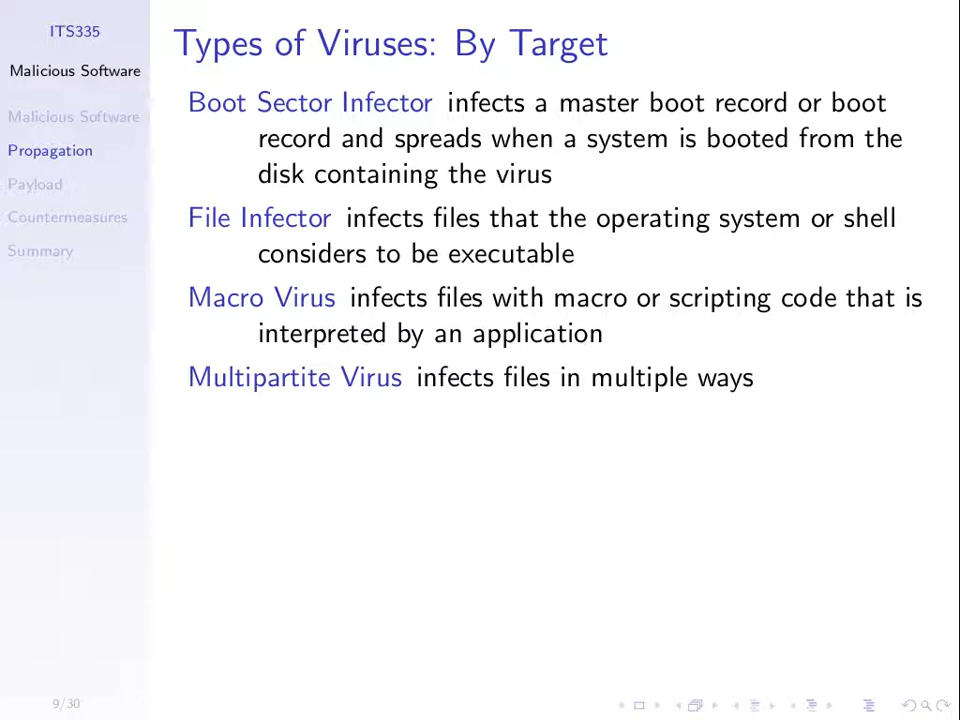 ITS335
Malicious Software
Malicious Software
Propagation
Payload
Countermeasures
Summary
Types of Viruses: By Target
Boot Sector Infector infects a master boot record or boot
record and spreads when a system is booted from the
disk containing the virus
File Infector infects files that the operating system or shell
considers to be executable
Macro Virus infects files with macro or scripting code that is
interpreted by an application
Multipartite Virus infects files in multiple ways
9/30